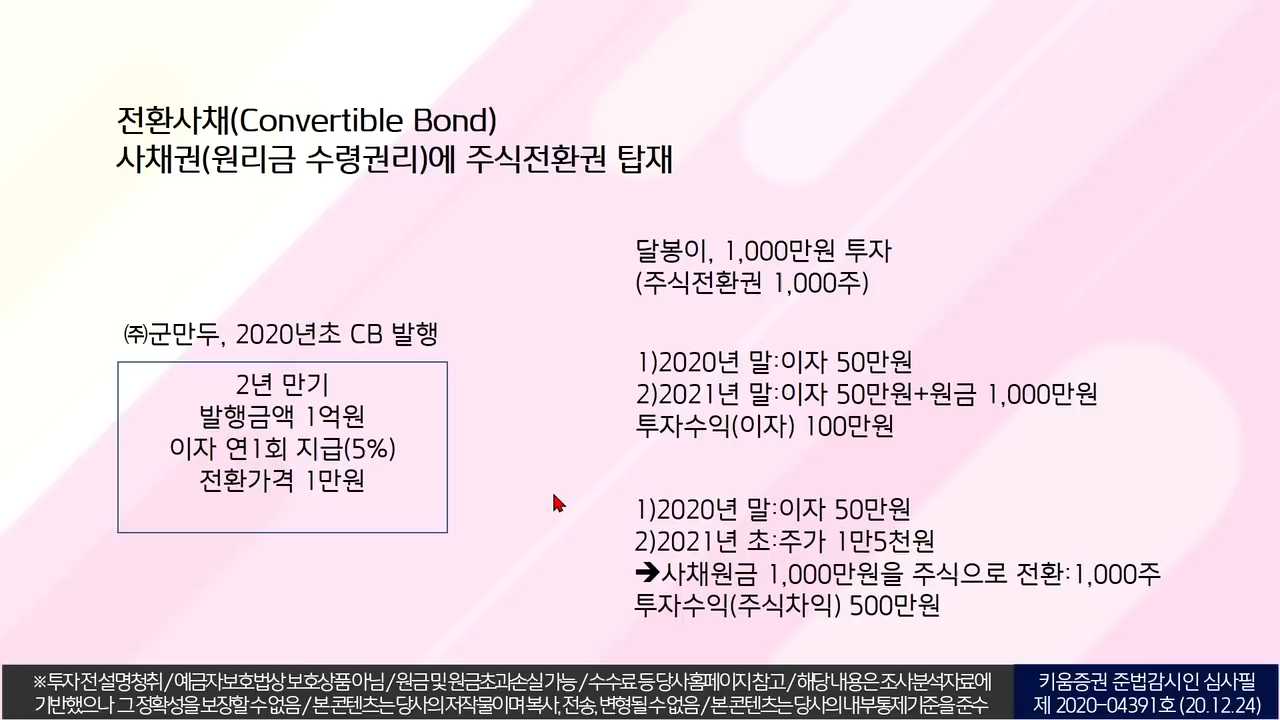 전환사채(Convertible Bond)
사채권(원리금 수령권리)에 주식전환권 탑재
㈜군만두, 2020년초 CB 발행
2년 만기
발행금액 1억원
이자 연1회 지급(5%)
전환가격 1만원
달봉이, 1,000만원 투자
(주식전환권 1,000주)
1)2020년 말:이자 50만원
2)2021년 말:이자 50만원+원금 1,000만원
투자수익(이자) 100만원
1)2020년 말:이자 50만원
2)2021년 초:주가 1만5천원
➔사채원금 1,000만원을 주식으로 전환:1,000주
투자수익(주식차익) 500만원
※투자 전 설명청취 / 예금자보호법상 보호상품 아님 / 원금 및 원금초과손실 가능 / 수수료 등 당사홈페이지 참고 / 해당 내용은 조사분석자료에
기반했으나 그 정확성을 보장할 수 없음 / 본 콘텐츠는 당사의 저작물이며 복사, 전송, 변형될 수 없음 / 본 콘텐츠는 당사의 내부통제기준을 준수
키움증권 준법감시인 심사필
제 2020-04391호 (20.12.24)